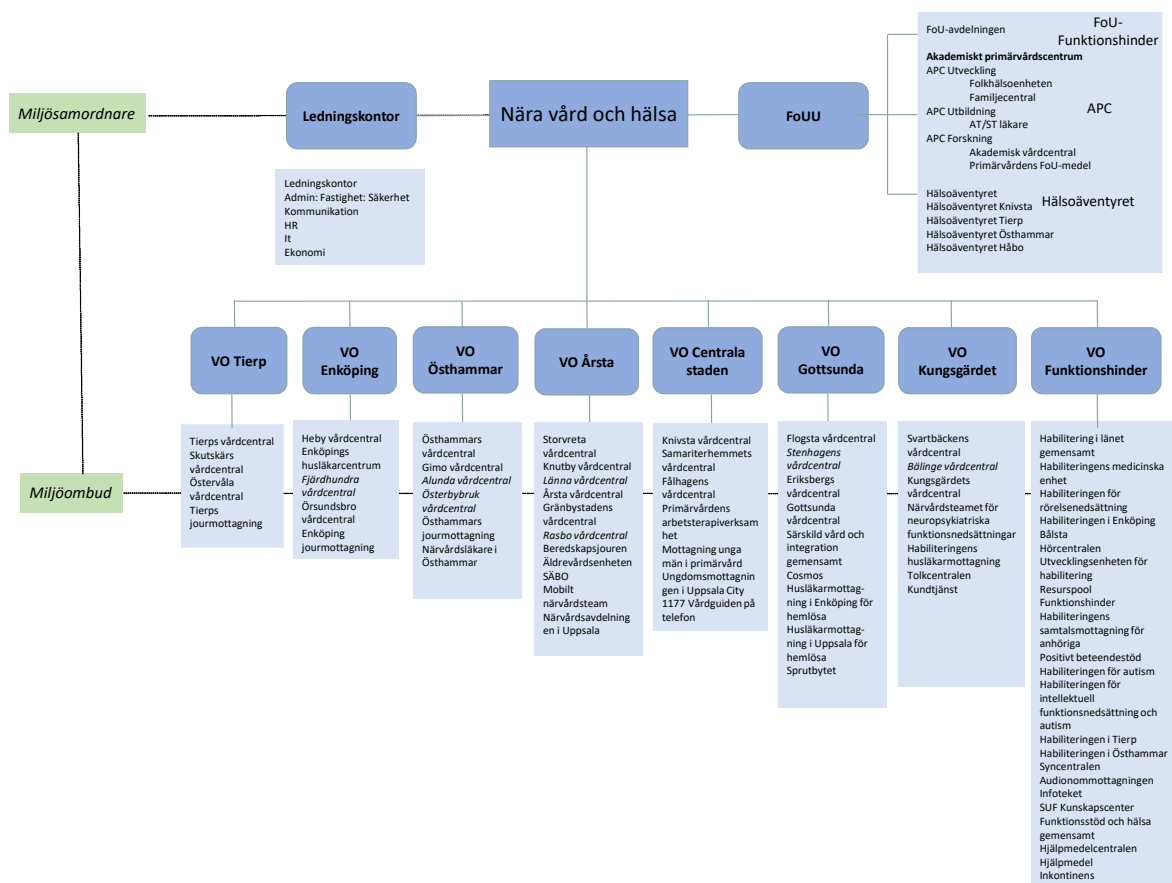 Miljösamordnare
Ledningskontor
Nära vård och hälsa
FoUU
FoU-avdelningen
FoU-
Funktionshinder
Akademiskt primärvårdscentrum
APC Utveckling
Folkhälsoenheten
Familjecentral
APC Utbildning
AT/ST läkare
APC Forskning
Akademisk vårdcentral
Primärvårdens FoU-medel
APC
Hälsoäventyret
Hälsoäventyret Knivsta
Hälsoäventyret Tierp
Hälsoäventyret Östhammar
Hälsoäventyret Håbo
Hälsoäventyret
Ledningskontor
Admin: Fastighet: Säkerhet
Kommunikation
HR
It
Ekonomi
VO Tierp
VO
Enköping
VO
Östhammar
VO Årsta
VO Centrala
staden
VO
Gottsunda
VO
Kungsgärdet
VO
Funktionshinder
Miljöombud
Tierps vårdcentral
Skutskärs
vårdcentral
Östervåla
vårdcentral
Tierps
jourmottagning
Heby vårdcentral
Enköpings
husläkarcentrum
Fjärdhundra
vårdcentral
Örsundsbro
vårdcentral
Enköping
jourmottagning
Östhammars
vårdcentral
Gimo vårdcentral
Alunda vårdcentral
Österbybruk
vårdcentral
Östhammars
jourmottagning
Närvårdsläkare i
Östhammar
Storvreta
vårdcentral
Knutby vårdcentral
Länna vårdcentral
Årsta vårdcentral
Gränbystadens
vårdcentral
Rasbo vårdcentral
Beredskapsjouren
Äldrevårdsenheten
SÄBO
Mobilt
närvårdsteam
Närvårdsavdelning
en i Uppsala
Knivsta vårdcentral
Samariterhemmets
vårdcentral
Fålhagens
vårdcentral
Primärvårdens
arbetsterapiverksam
het
Mottagning unga
män i primärvård
Ungdomsmottagnin
gen i Uppsala City
1177 Vårdguiden på
telefon
Flogsta vårdcentral
Stenhagens
vårdcentral
Eriksbergs
vårdcentral
Gottsunda
vårdcentral
Särskild vård och
integration
gemensamt
Cosmos
Husläkarmottag-
ning i Enköping för
hemlösa
Husläkarmottag-
ning i Uppsala för
hemlösa
Sprutbytet
Svartbäckens
vårdcentral
Bälinge vårdcentral
Kungsgärdets
vårdcentral
Närvårdsteamet för
neuropsykiatriska
funktionsnedsättningar
Habiliteringens
husläkarmottagning
Tolkcentralen
Kundtjänst
Habilitering i länet
gemensamt
Habiliteringens medicinska
enhet
Habiliteringen för
rörelsenedsättning
Habiliteringen i Enköping
Bålsta
Hörcentralen
Utvecklingsenheten för
habilitering
Resurspool
Funktionshinder
Habiliteringens
samtalsmottagning för
anhöriga
Positivt beteendestöd
Habiliteringen för autism
Habiliteringen för
intellektuell
funktionsnedsättning och
autism
Habiliteringen i Tierp
Habiliteringen i Östhammar
Syncentralen
Audionommottagningen
Infoteket
SUF Kunskapscenter
Funktionsstöd och hälsa
gemensamt
Hjälpmedelcentralen
Hjälpmedel
Inkontinens